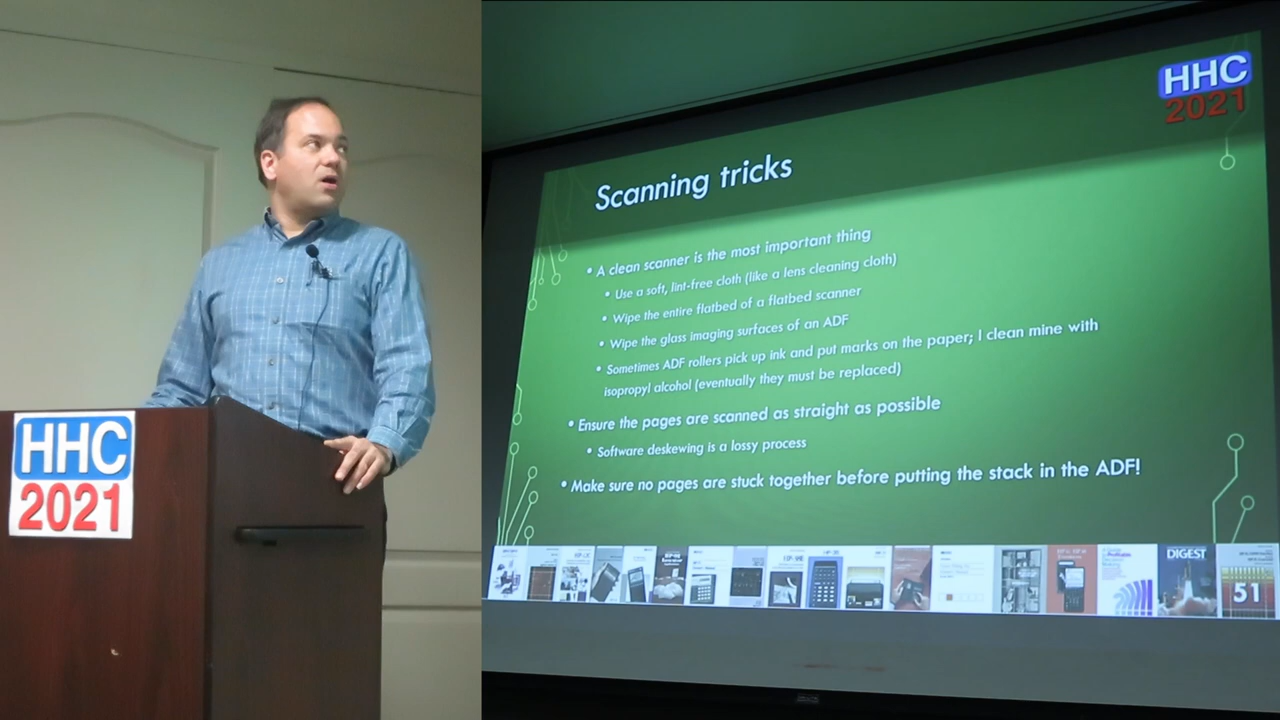 HHC
2021
HHC
2021
Scanning tricks
• A clean scanner is the most important thing
• Use a soft, lint-free cloth (like a lens cleaning cloth)
• Wipe the entire flatbed of a flatbed scanner
• Wipe the glass imaging surfaces of an ADF
• Sometimes ADF rollers pick up ink and put marks on the paper; I clean mine with
isopropyl alcohol (eventually they must be replaced)
• Ensure the pages are scanned as straight as possible
• Software deskewing is a lossy process
• Make sure no pages are stuck together before putting the stack in the ADF!
DIGEST
51